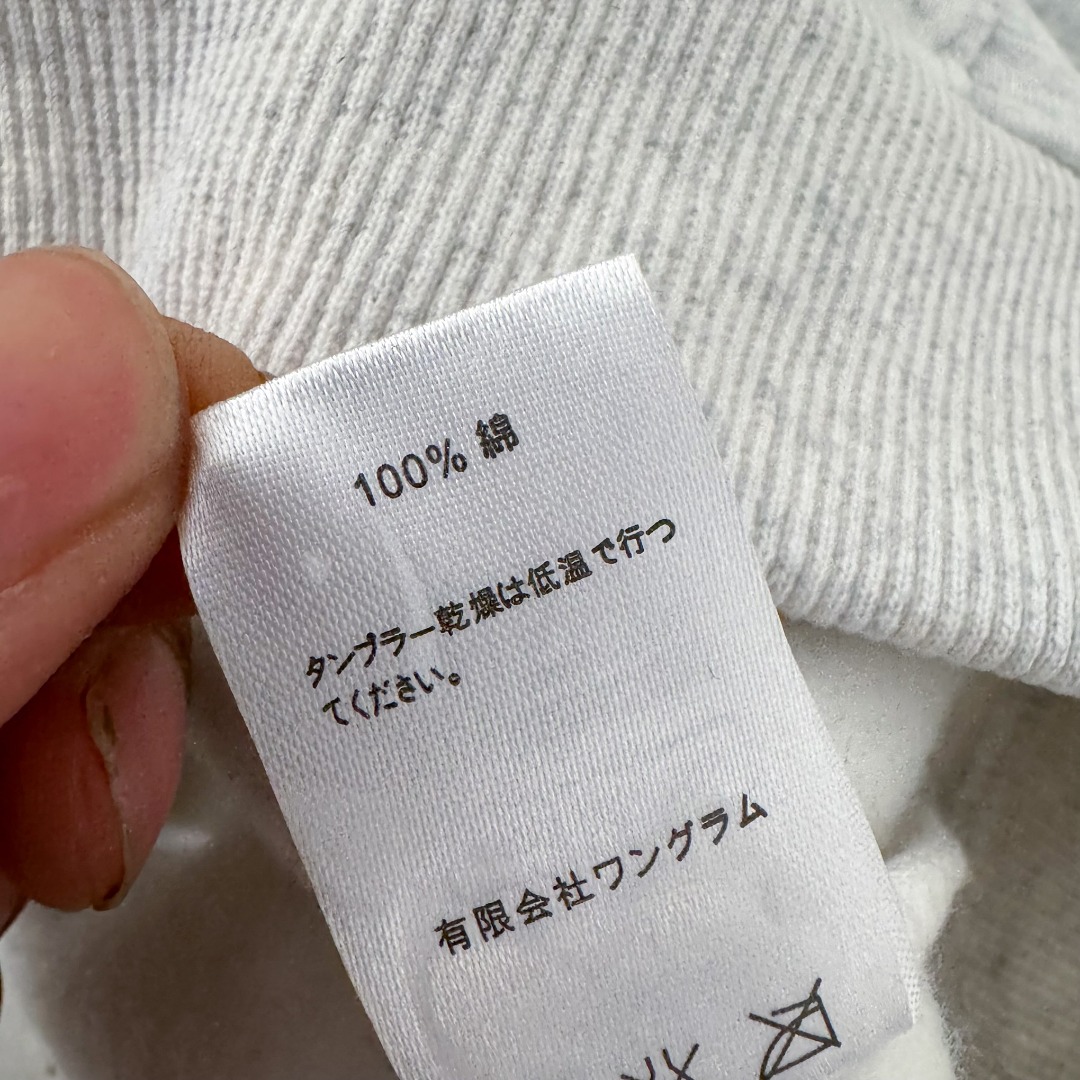 100% 綿
タンブラー乾燥は低温で行つ
てください。
有限会社ワングラム